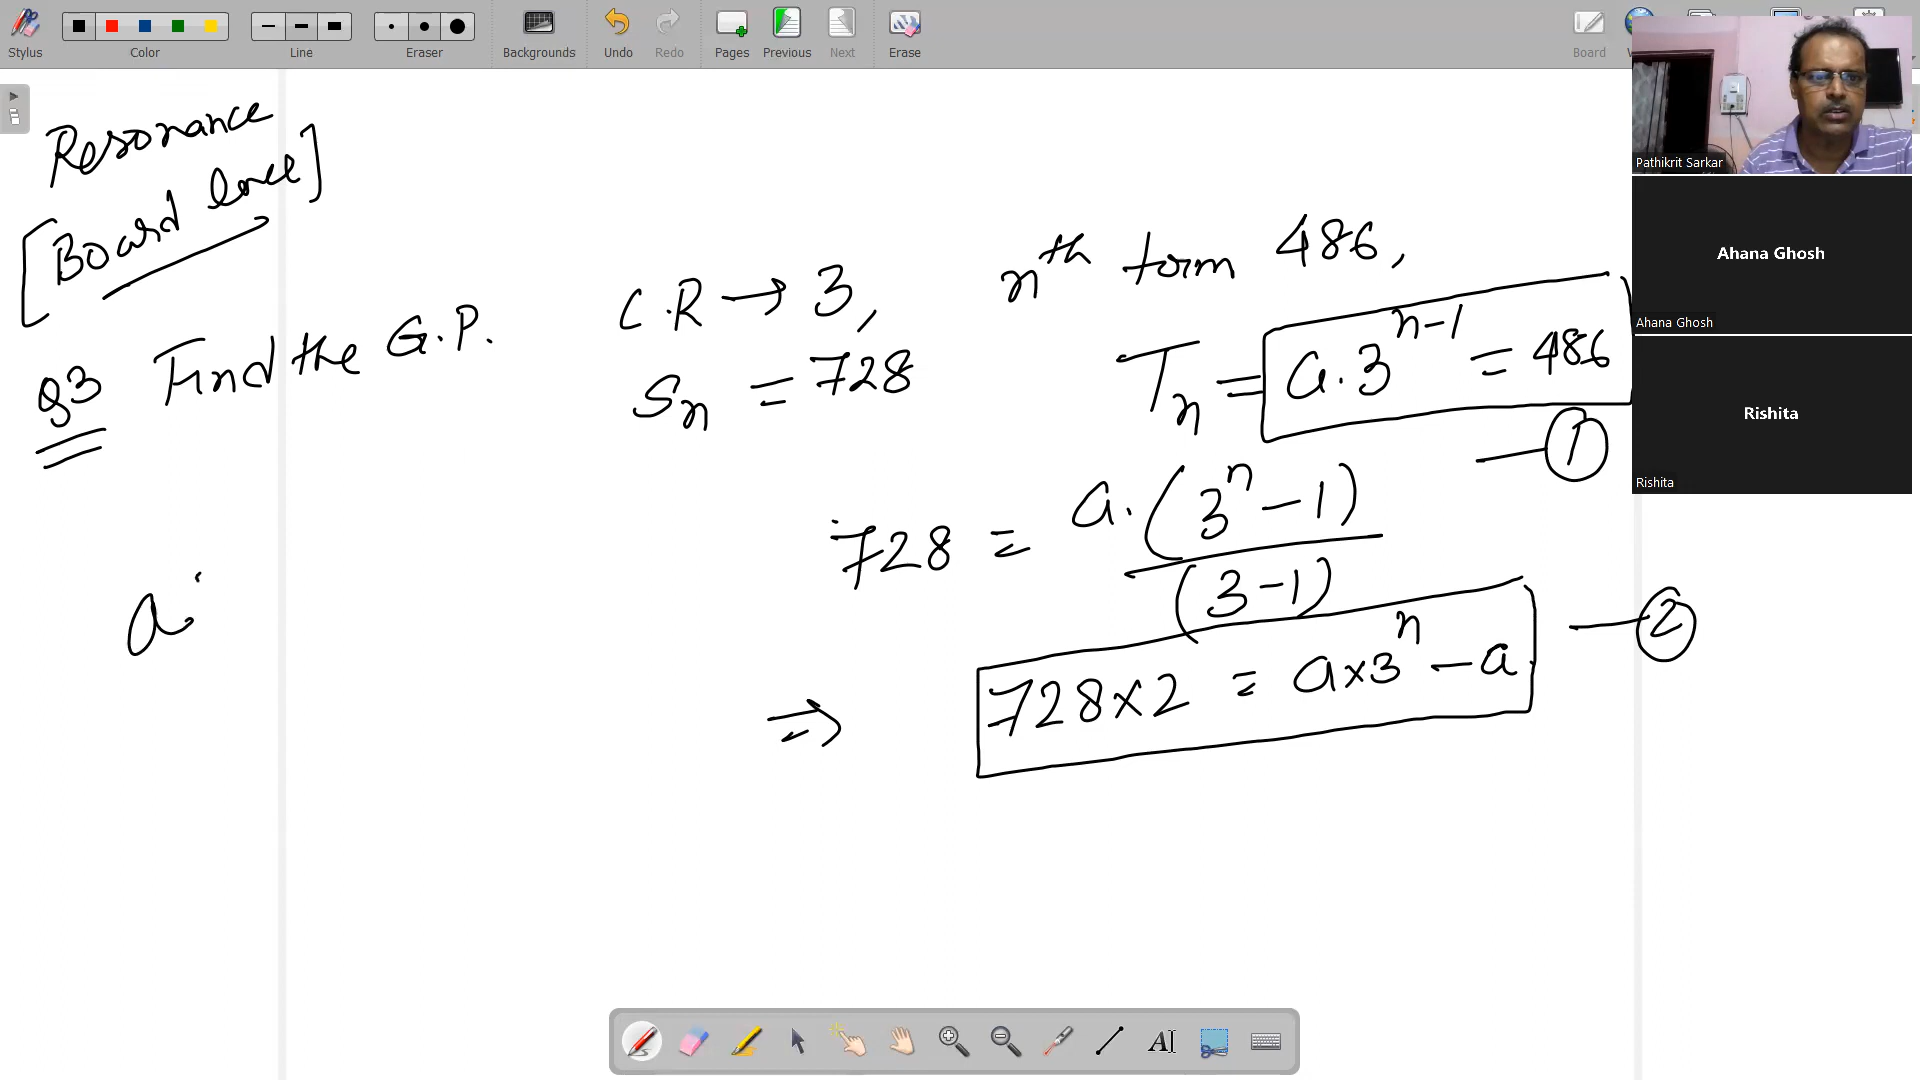 Stylus Color Line Eraser Backgrounds Undo Redo Pages Previous Next Erase Board
Resonance
[Board level]
Q3 Find the G.P. C.R → 3, nth term 486,
Sn = 728
Tn = a.3^(n-1) = 486 — ①
728 = a.(3^n - 1) / (3-1)
⇒ 728×2 = a×3^n - a — ②
a
Pathikrit Sarkar
Ahana Ghosh
Ahana Ghosh
Rishita
Rishita